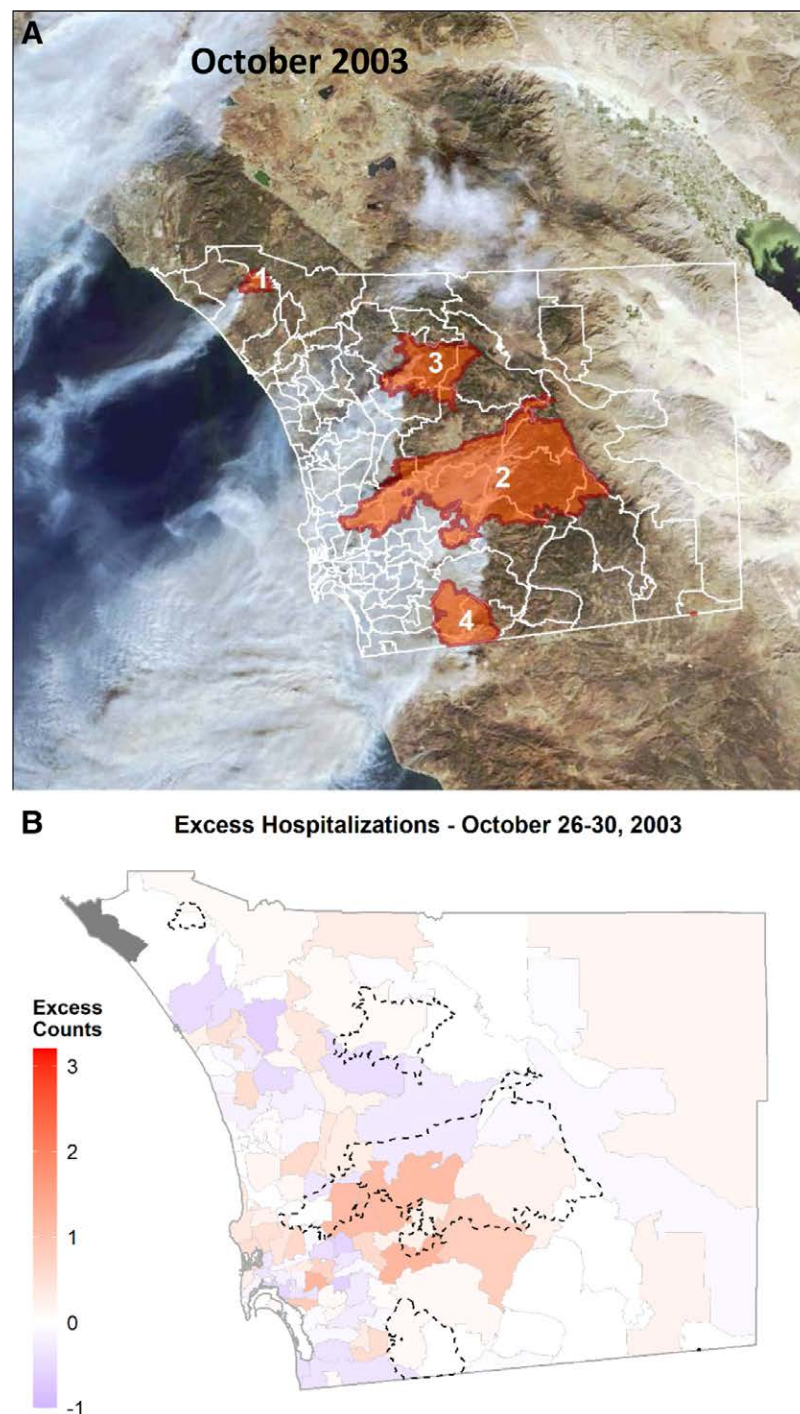 A
October 2003
1
3
2
4
B
Excess Hospitalizations - October 26-30, 2003
Excess
Counts
3
2
1
0
-1